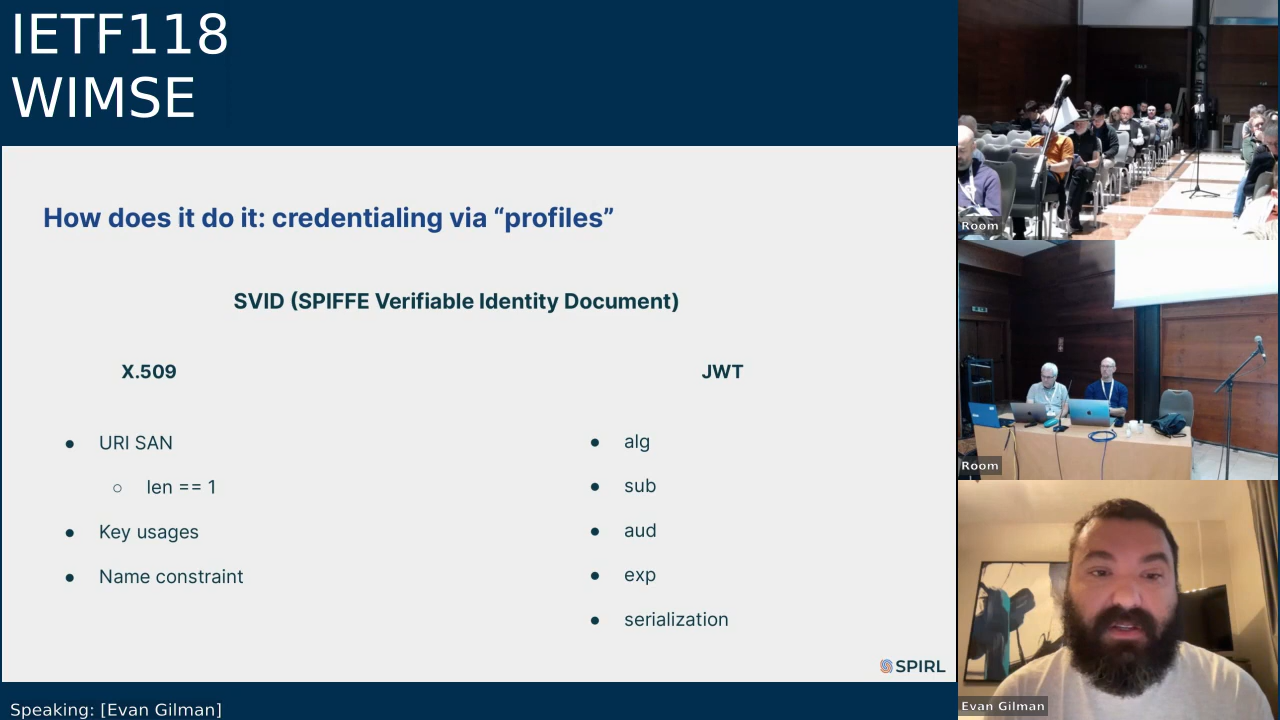 IETF118
WIMSE
How does it do it: credentialing via “profiles”
SVID (SPIFFE Verifiable Identity Document)
X.509
● URI SAN
○ len == 1
● Key usages
● Name constraint
JWT
● alg
● sub
● aud
● exp
● serialization
SPIRL
Speaking: [Evan Gilman]
Room
Room
Evan Gilman